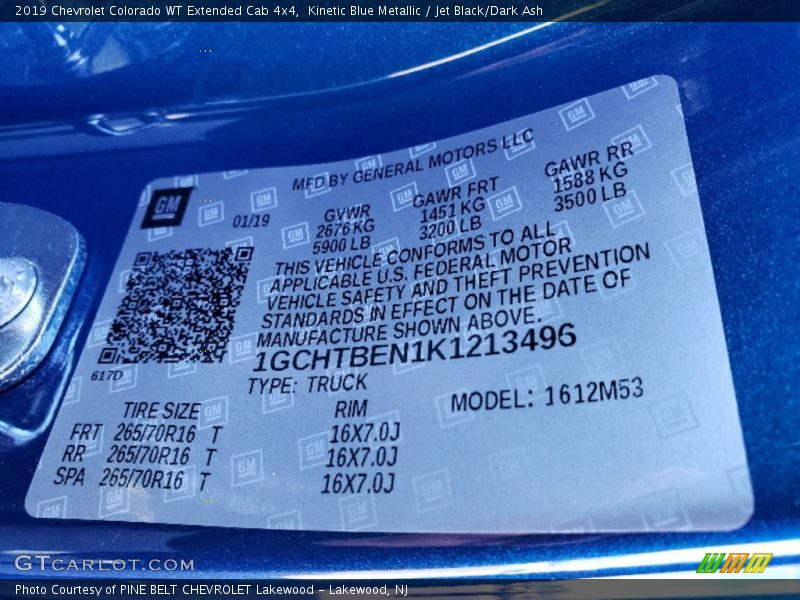 2019 Chevrolet Colorado WT Extended Cab 4x4, Kinetic Blue Metallic / Jet Black/Dark Ash
MFD BY GENERAL MOTORS LLC
GM
01/19
GVWR GAWR FRT GAWR RR
2676 KG 1451 KG 1588 KG
5900 LB 3200 LB 3500 LB
THIS VEHICLE CONFORMS TO ALL
APPLICABLE U.S. FEDERAL MOTOR
VEHICLE SAFETY AND THEFT PREVENTION
STANDARDS IN EFFECT ON THE DATE OF
MANUFACTURE SHOWN ABOVE.
1GCHTBEN1K1213496
617D
TYPE: TRUCK MODEL: 1612M53
TIRE SIZE RIM
FRT 265/70R16 T 16X7.0J
RR 265/70R16 T 16X7.0J
SPA 265/70R16 T 16X7.0J
GTCARLOT.COM
Photo Courtesy of PINE BELT CHEVROLET Lakewood - Lakewood, NJ